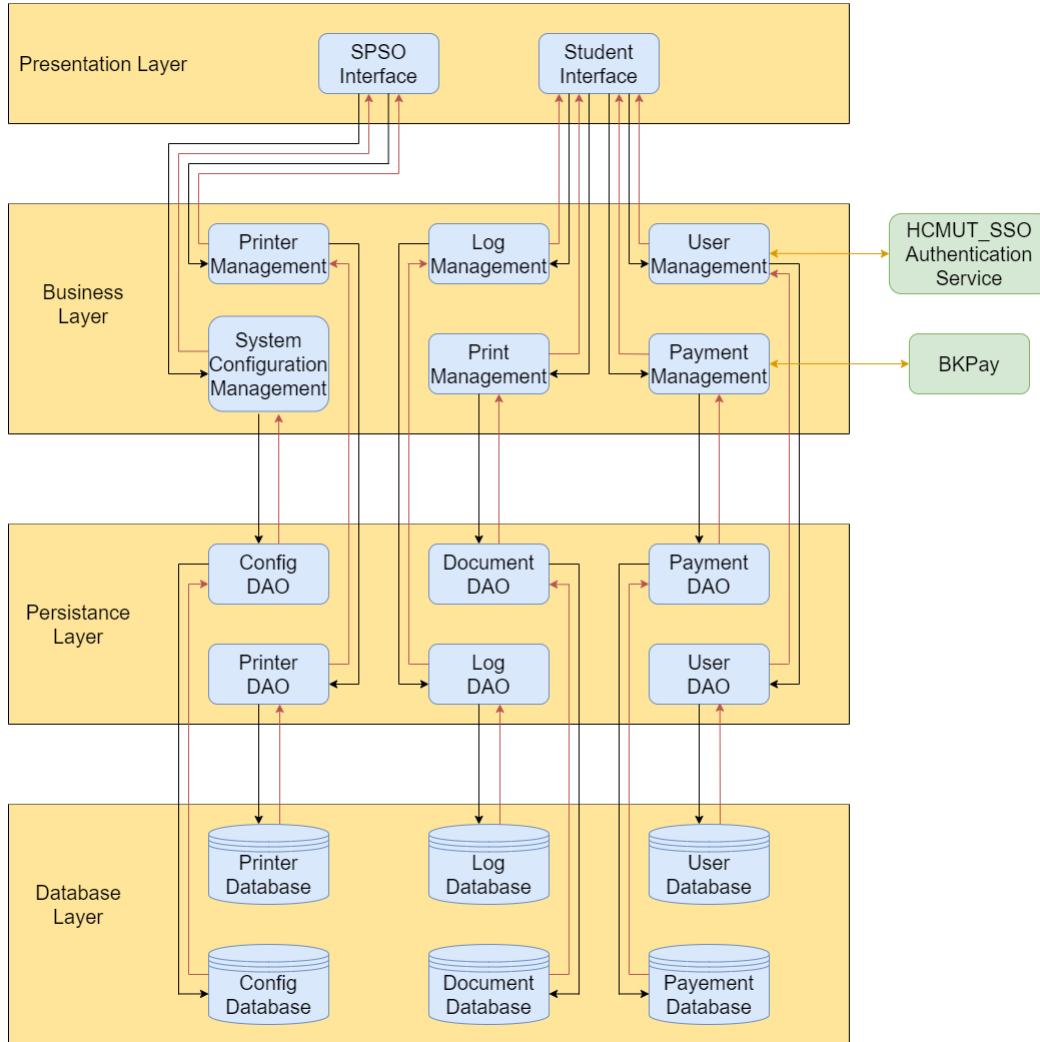 Presentation Layer
SPSO
Interface
Student
Interface
Business
Layer
Printer
Management
Log
Management
User
Management
HCMUT_SSO
Authentication
Service
System
Configuration
Management
Print
Management
Payment
Management
BKPay
Persistance
Layer
Config
DAO
Document
DAO
Payment
DAO
Printer
DAO
Log
DAO
User
DAO
Database
Layer
Printer
Database
Log
Database
User
Database
Config
Database
Document
Database
Payement
Database